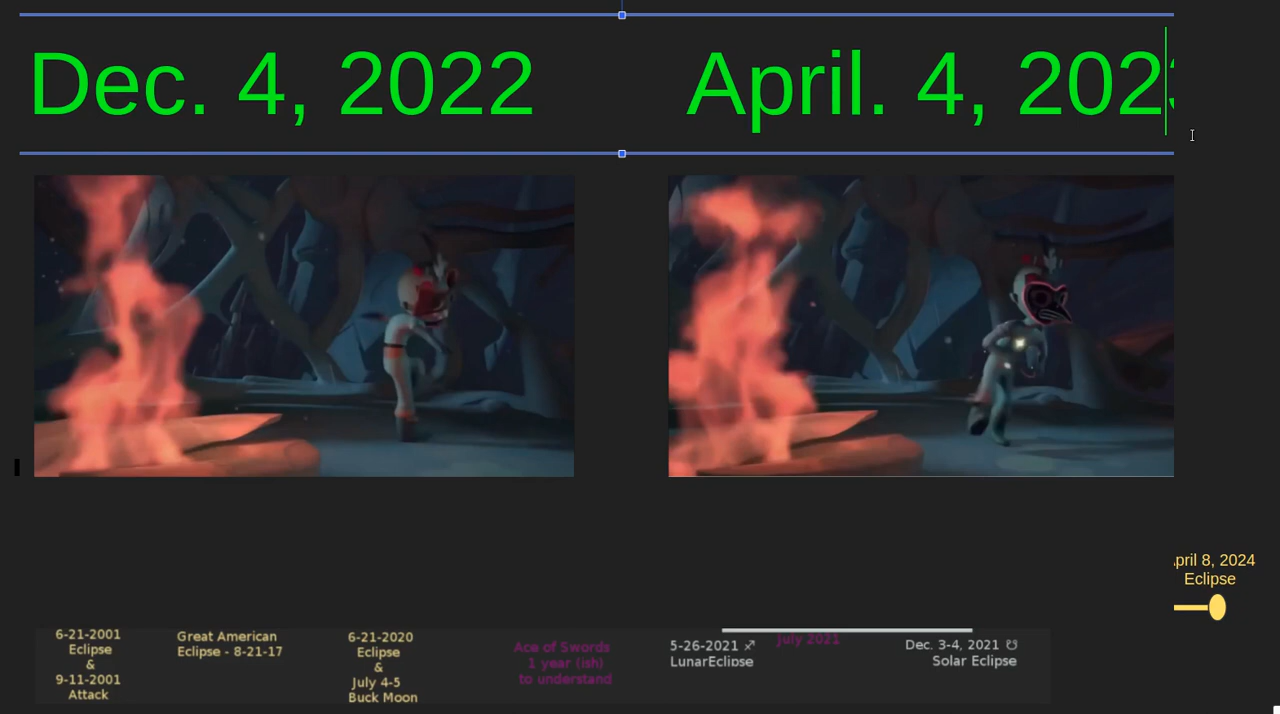 Dec. 4, 2022
April. 4, 202
April 8, 2024
Eclipse
6-21-2001
Eclipse
&
9-11-2001
Attack
Great American
Eclipse - 8-21-17
6-21-2020
Eclipse
&
July 4-5
Buck Moon
Ace of Swords
1 year (ish)
to understand
5-26-2021 ♐
LunarEclipse
July 2021
Dec. 3-4, 2021 ☋
Solar Eclipse